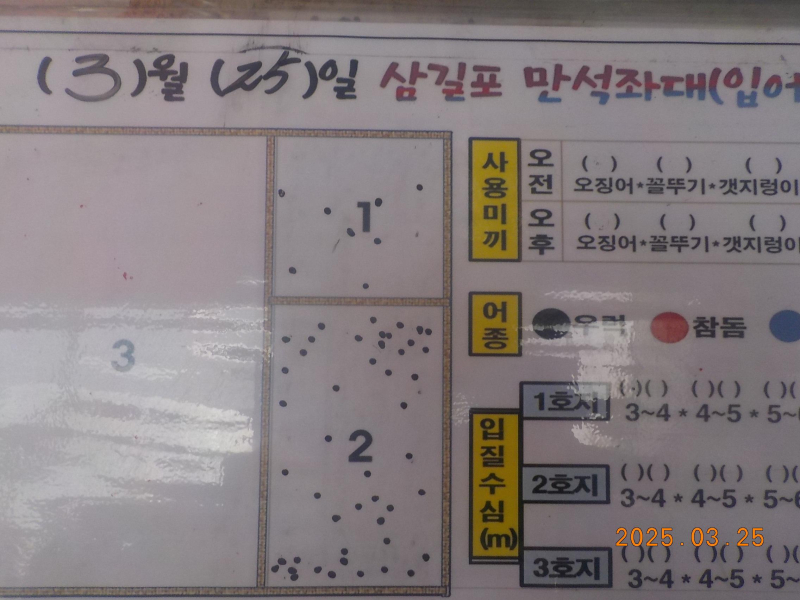 (3)월 (25)일 삼길포 만석좌대(입어
사용미끼
오전 ( ) ( ) ( )
오징어*꼴뚜기*갯지렁이
오후 ( ) ( ) ( )
오징어*꼴뚜기*갯지렁이
1
2
3
어종 우럭 참돔
입질수심(m)
1호지 ( )( ) ( )( ) ( )(
3~4 * 4~5 * 5~
2호지 ( )( ) ( )( ) ( )(
3~4 * 4~5 * 5~6
3호지 ( )( ) ( )( ) ( )(
3~4 * 4~5 * 5~
2025.03.25